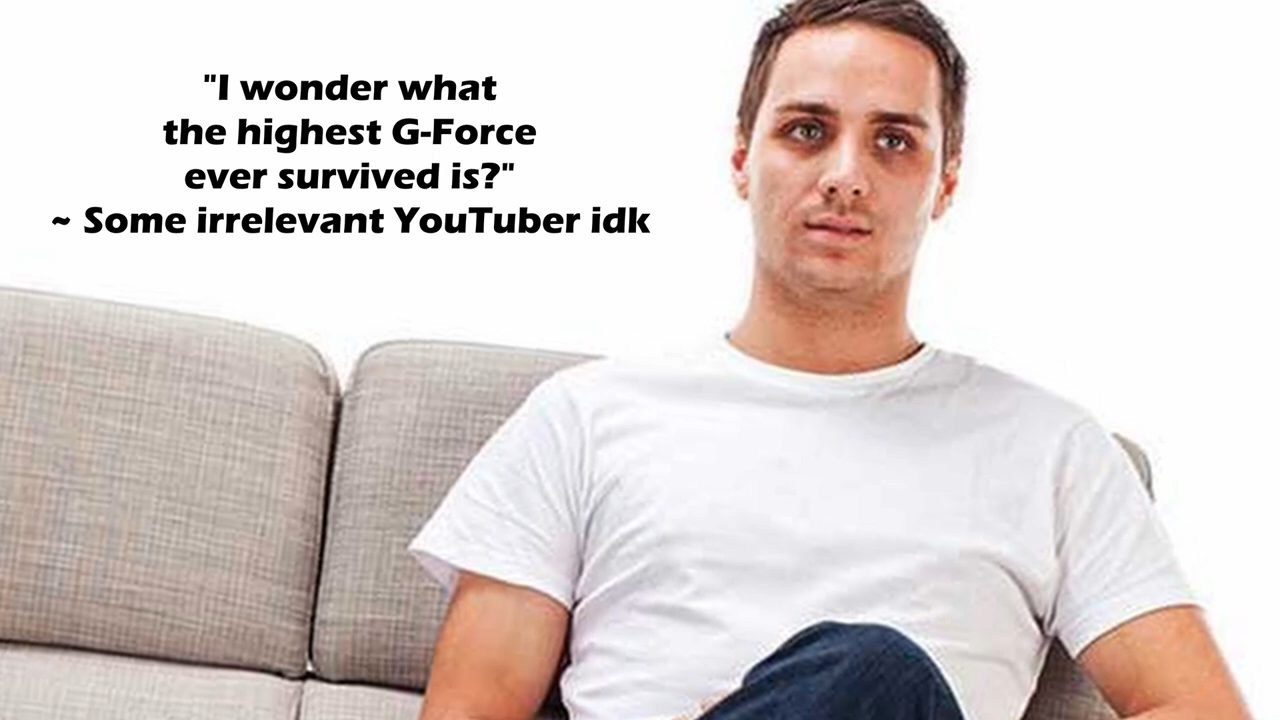 "I wonder what
the highest G-Force
ever survived is?"
~ Some irrelevant YouTuber idk